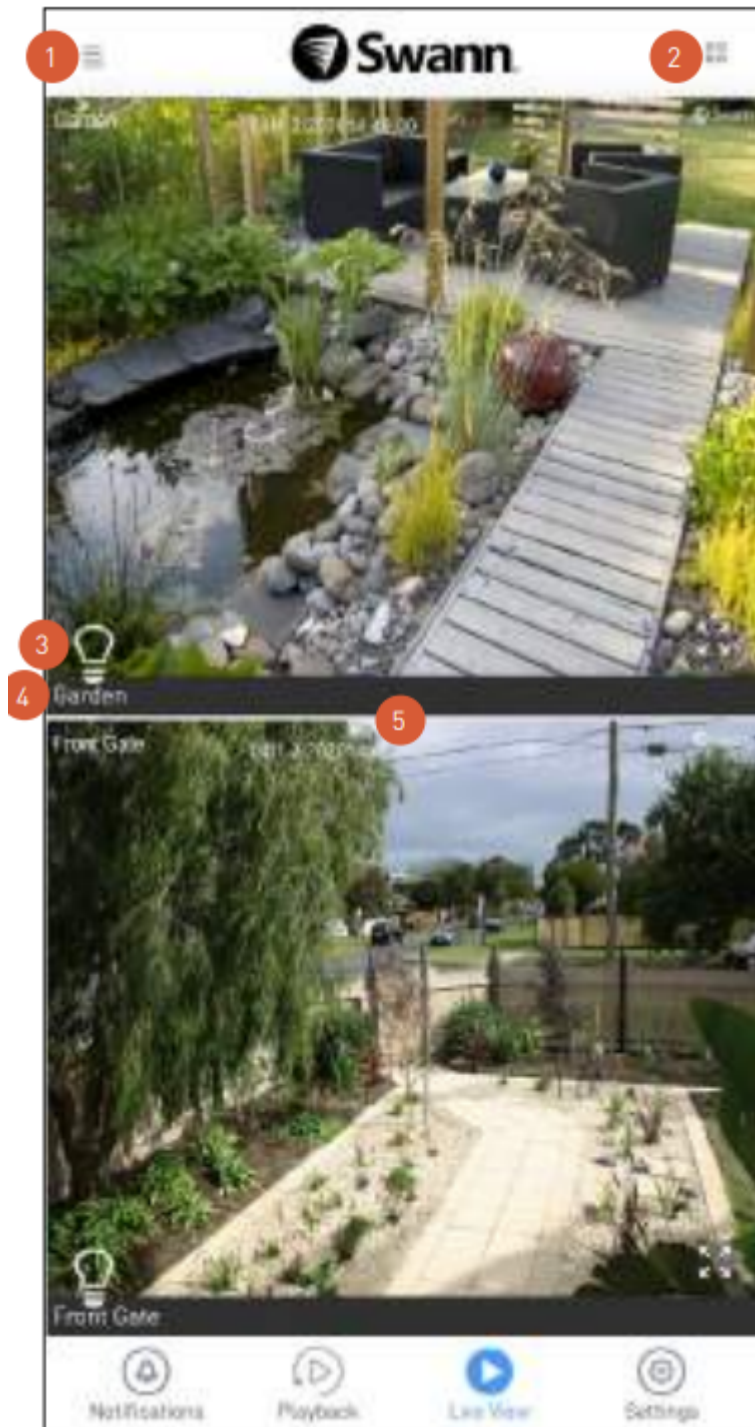 1
Swann
2
Garden
3
4
Garden
5
Front Gate
Front Gate
Notifications
Playback
Live View
Settings